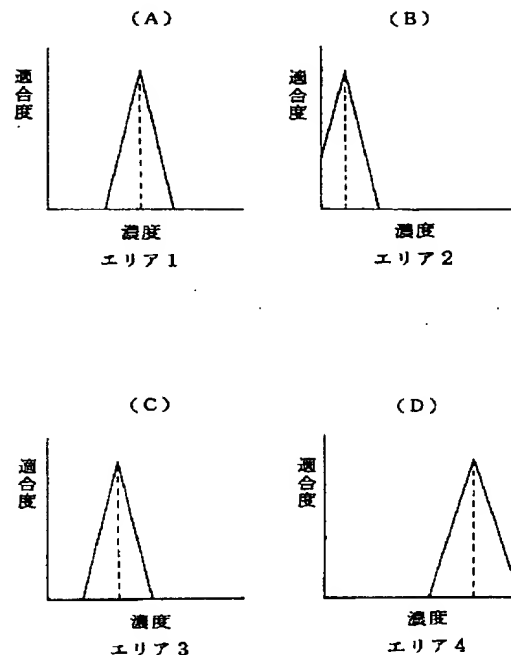 (A)
適合度
濃度
エリア1
(B)
適合度
濃度
エリア2
(C)
適合度
濃度
エリア3
(D)
適合度
濃度
エリア4